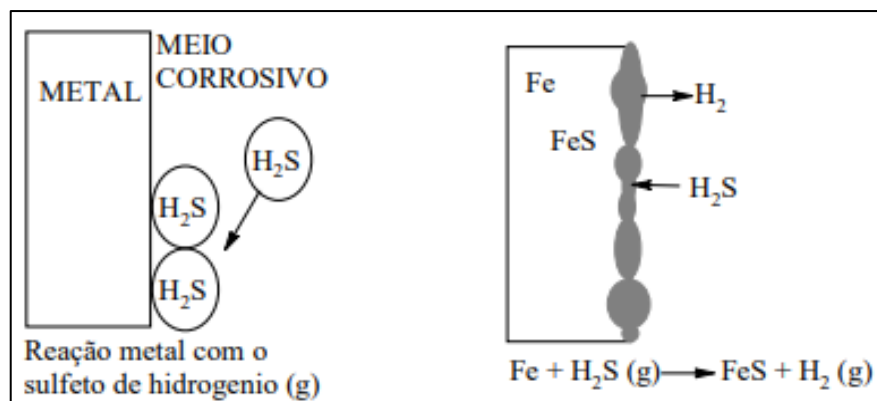 MEIO
CORROSIVO
METAL
H₂S
H₂S
H₂S
Reação metal com o
sulfeto de hidrogenio (g)
Fe
H₂
FeS
H₂S
Fe + H₂S (g)⟶FeS + H₂ (g)